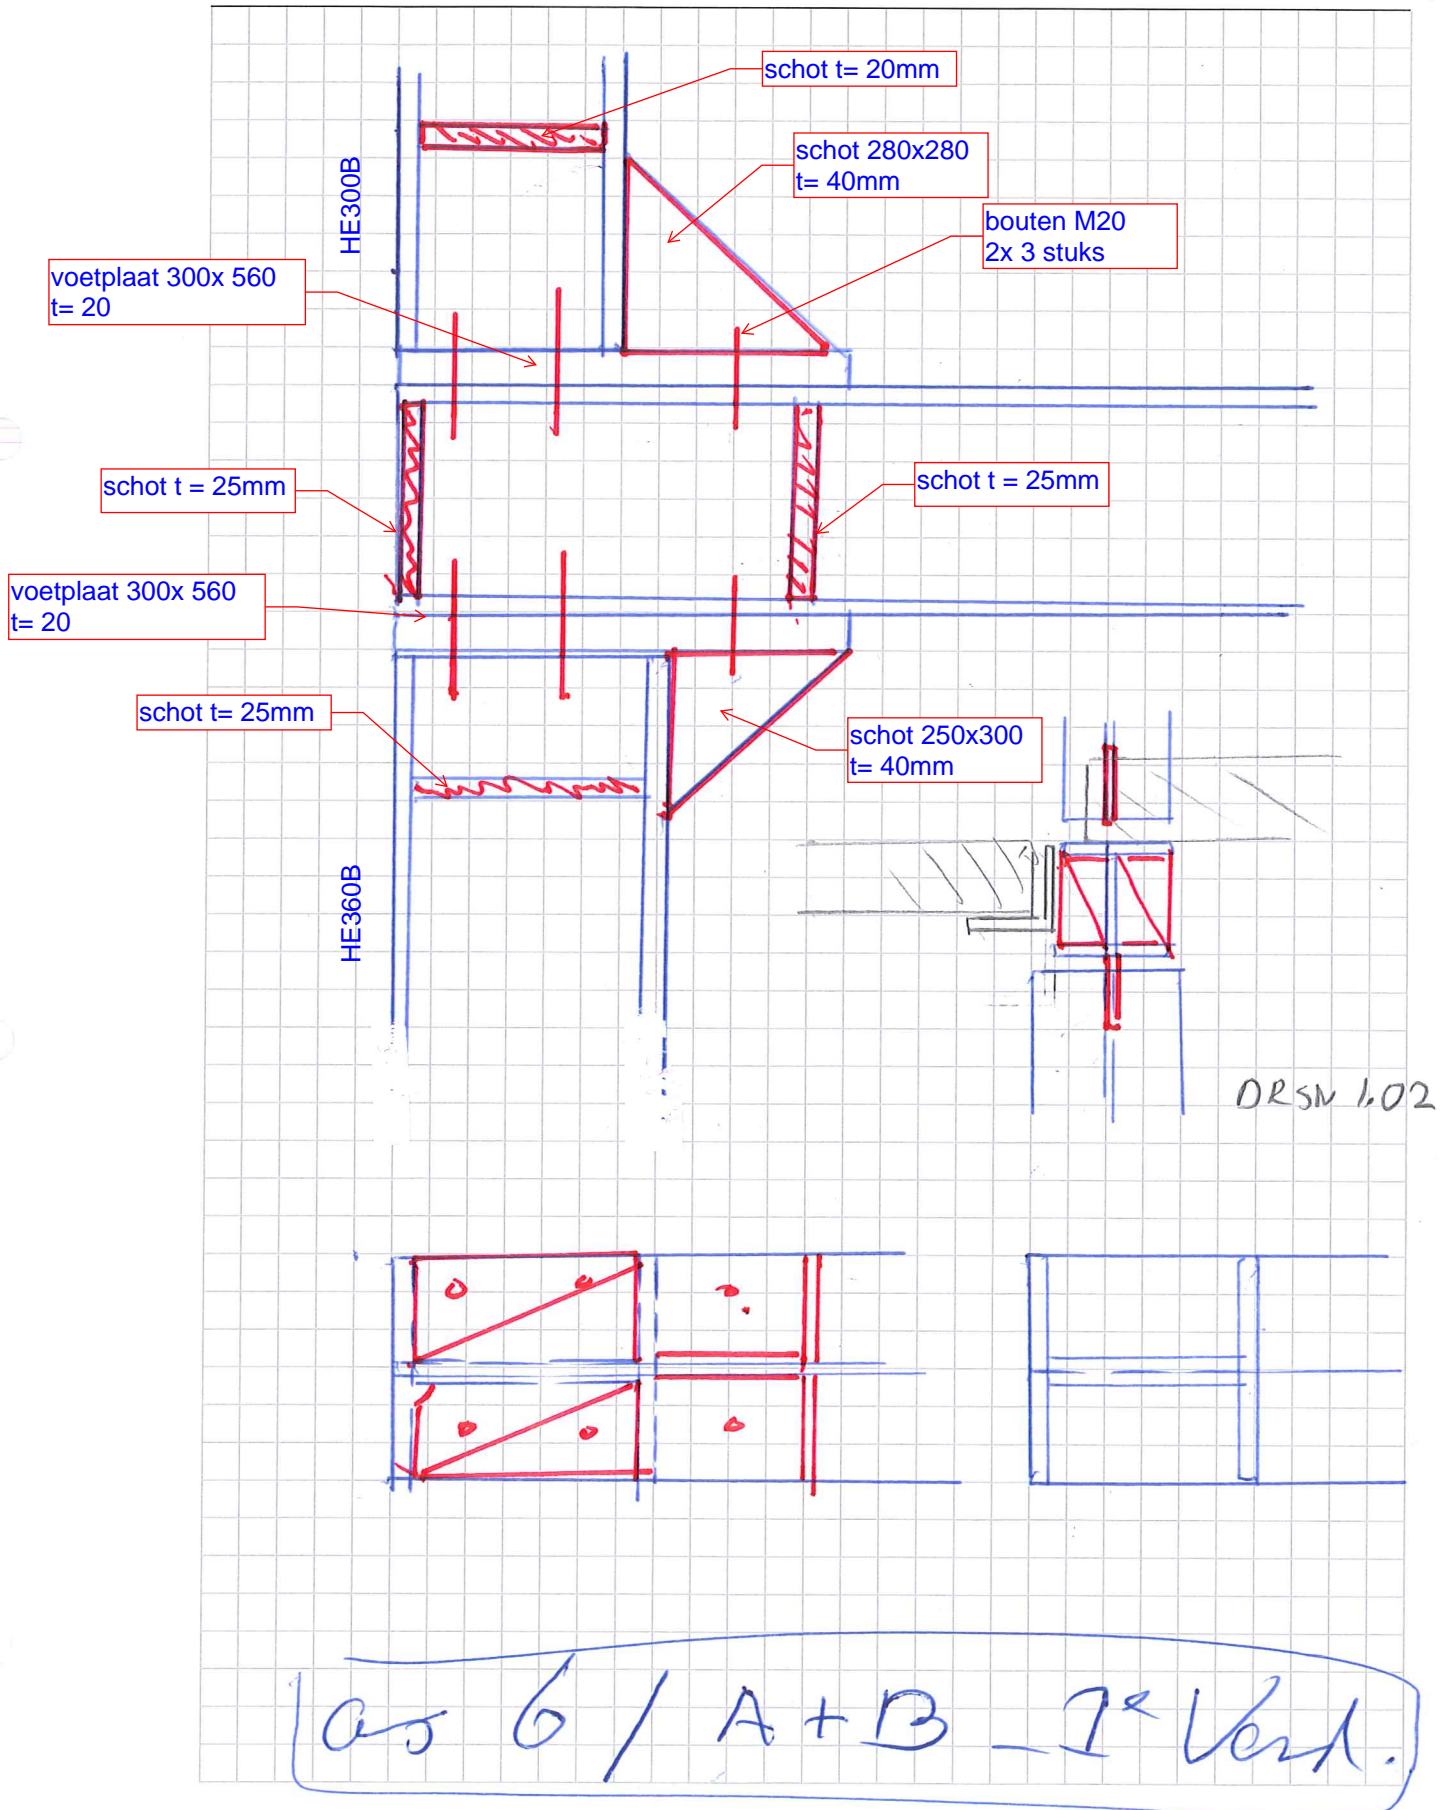 schot t= 20mm
schot 280x280
t= 40mm
HE300B
bouten M20
2x 3 stuks
voetplaat 300x 560
t= 20
schot t = 25mm
schot t = 25mm
voetplaat 300x 560
t= 20
schot t= 25mm
schot 250x300
t= 40mm
HE360B
DRSN 1.02
as 6 / A + B - 1e Verd.